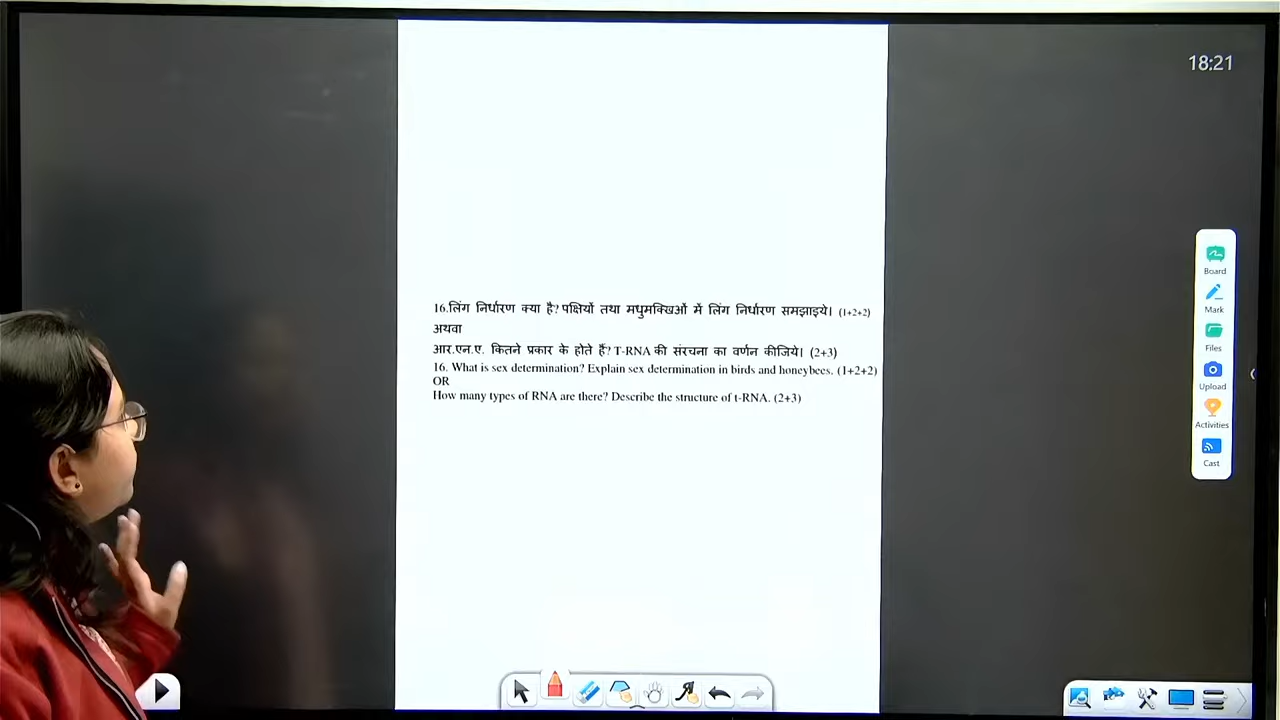 18:21
16.लिंग निर्धारण क्या है? पक्षियों तथा मधुमक्खिओं में लिंग निर्धारण समझाइये। (1+2+2)
अथवा
आर.एन.ए. कितने प्रकार के होते हैं? T-RNA की संरचना का वर्णन कीजिये। (2+3)
16. What is sex determination? Explain sex determination in birds and honeybees. (1+2+2)
OR
How many types of RNA are there? Describe the structure of t-RNA. (2+3)
Board
Mark
Files
Upload
Activities
Cast